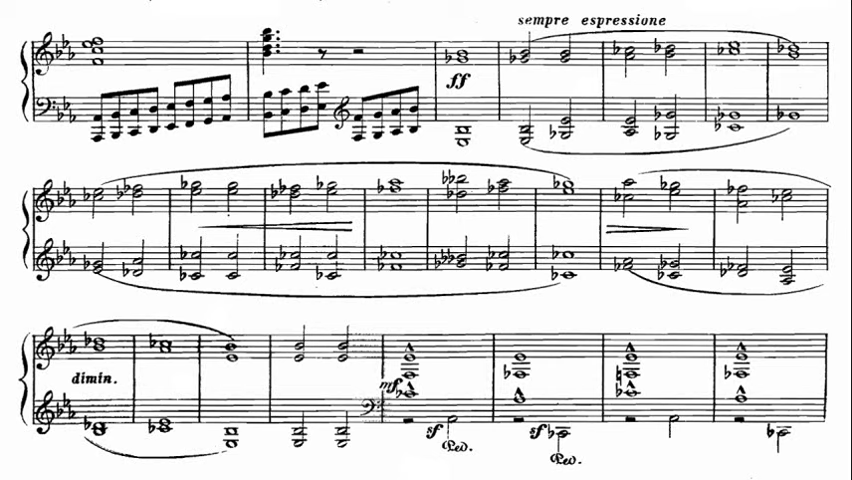 sempre espressione
ff
dimin.
mf
sf Ped. sf Ped.